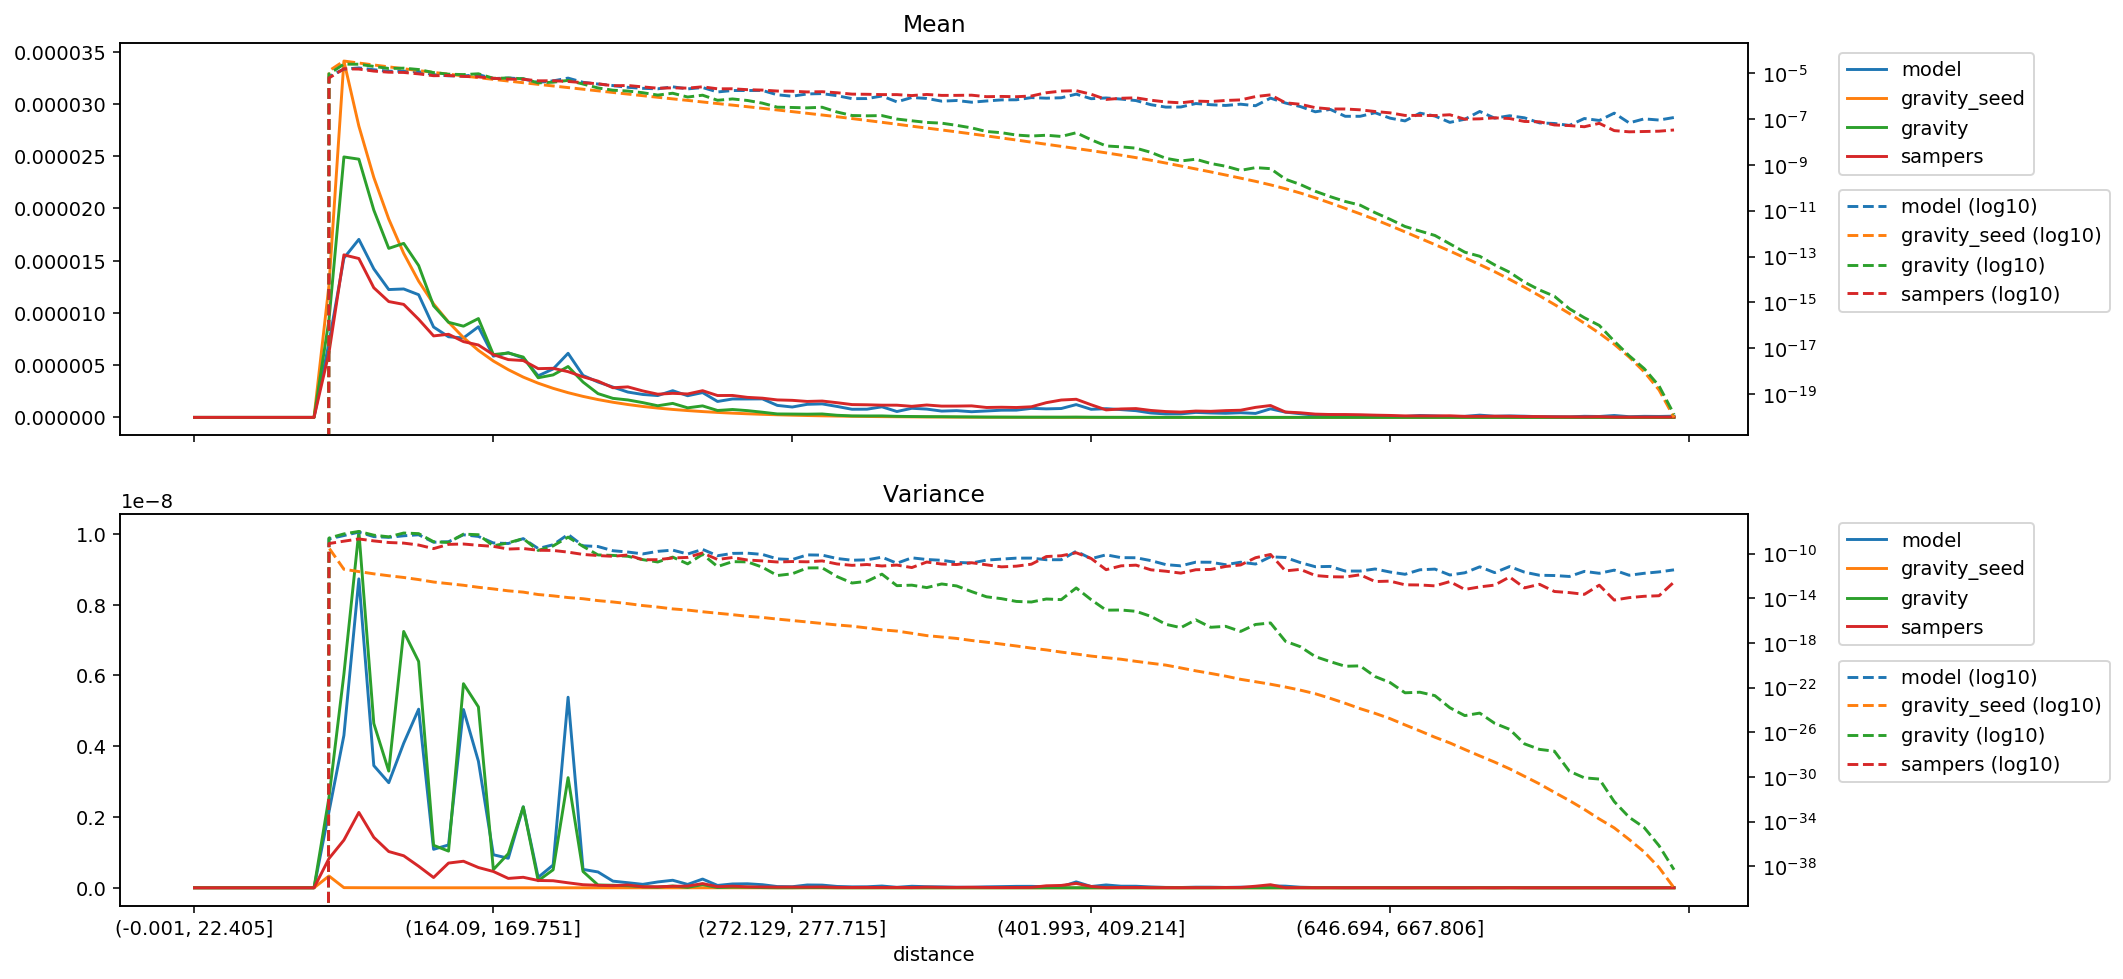 Mean
0.000035
0.000030
0.000025
0.000020
0.000015
0.000010
0.000005
0.000000
10⁻⁵
10⁻⁷
10⁻⁹
10⁻¹¹
10⁻¹³
10⁻¹⁵
10⁻¹⁷
10⁻¹⁹
model
gravity_seed
gravity
sampers
model (log10)
gravity_seed (log10)
gravity (log10)
sampers (log10)
Variance
1e−8
1.0
0.8
0.6
0.4
0.2
0.0
10⁻¹⁰
10⁻¹⁴
10⁻¹⁸
10⁻²²
10⁻²⁶
10⁻³⁰
10⁻³⁴
10⁻³⁸
model
gravity_seed
gravity
sampers
model (log10)
gravity_seed (log10)
gravity (log10)
sampers (log10)
(-0.001, 22.405] (164.09, 169.751] (272.129, 277.715] (401.993, 409.214] (646.694, 667.806]
distance